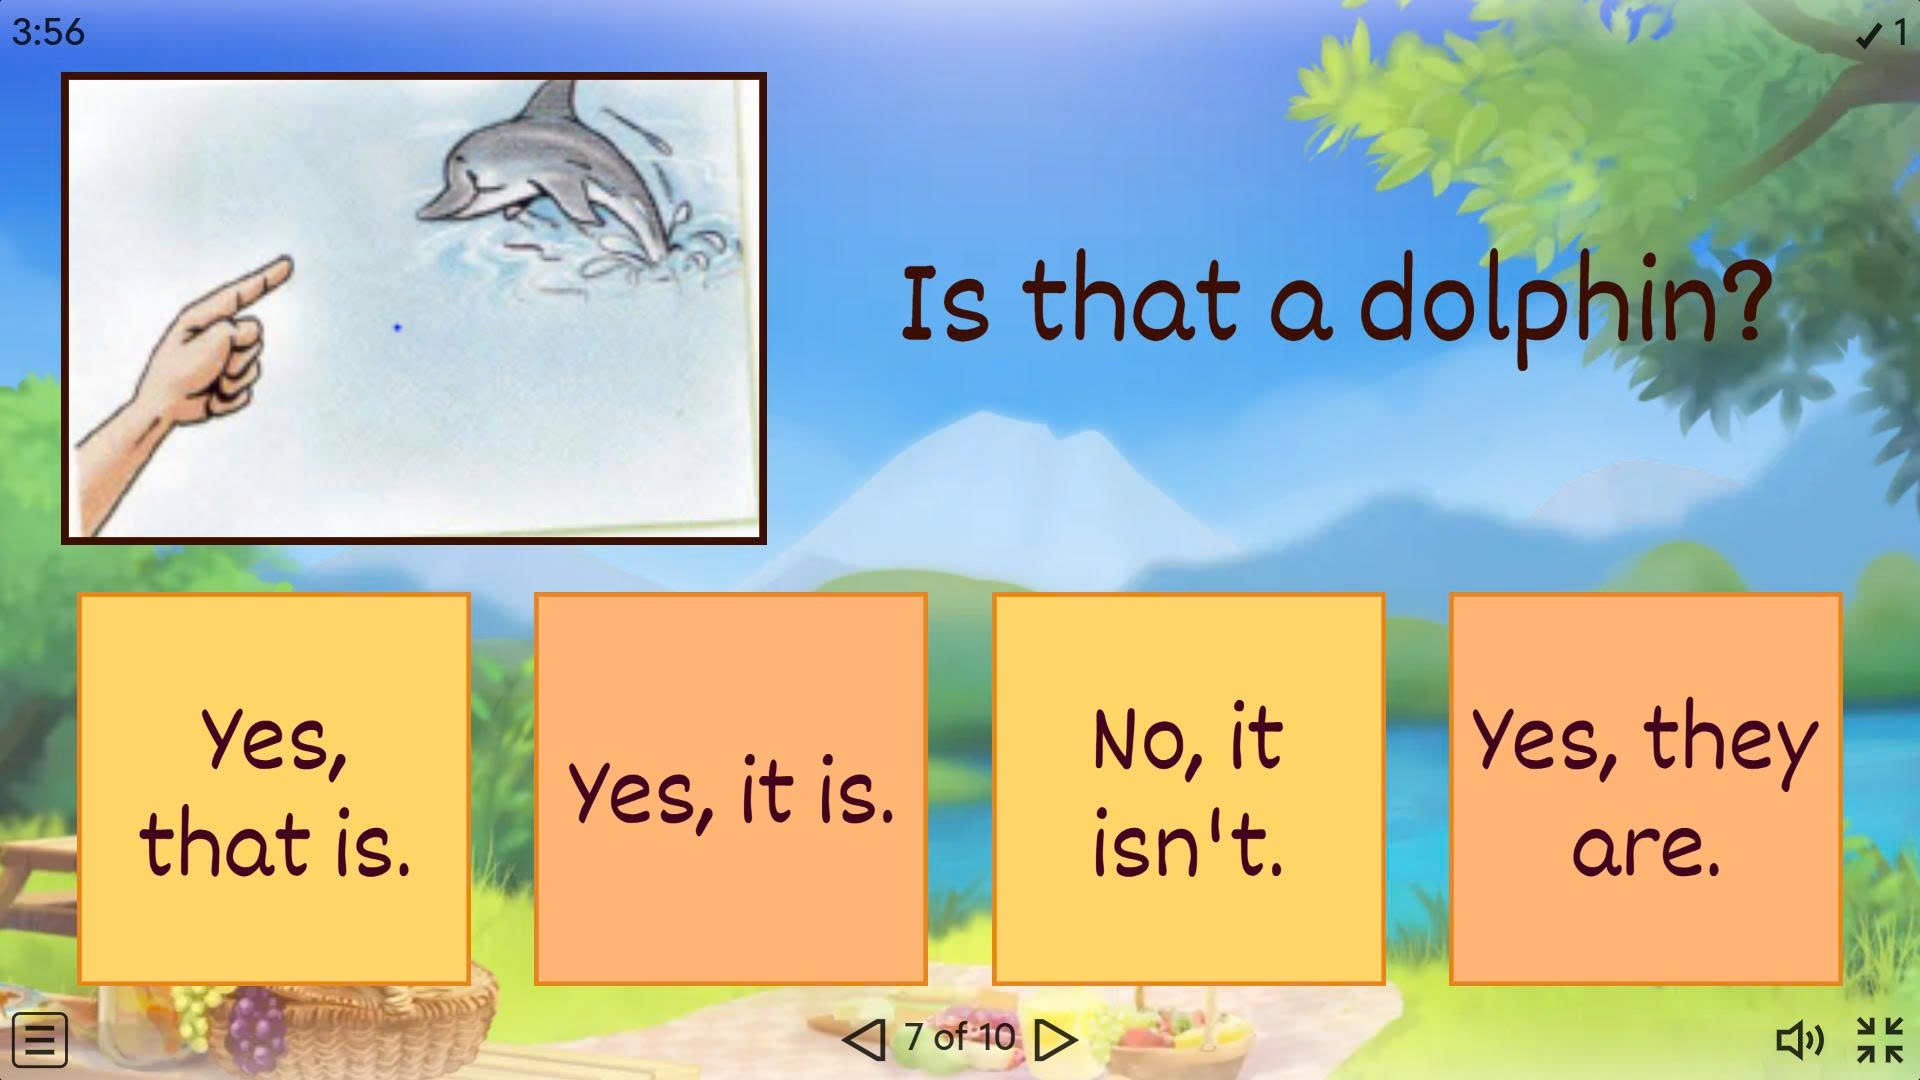 3:56
✓ 1
Is that a dolphin?
Yes,
that is.
Yes, it is.
No, it
isn't.
Yes, they
are.
7 of 10